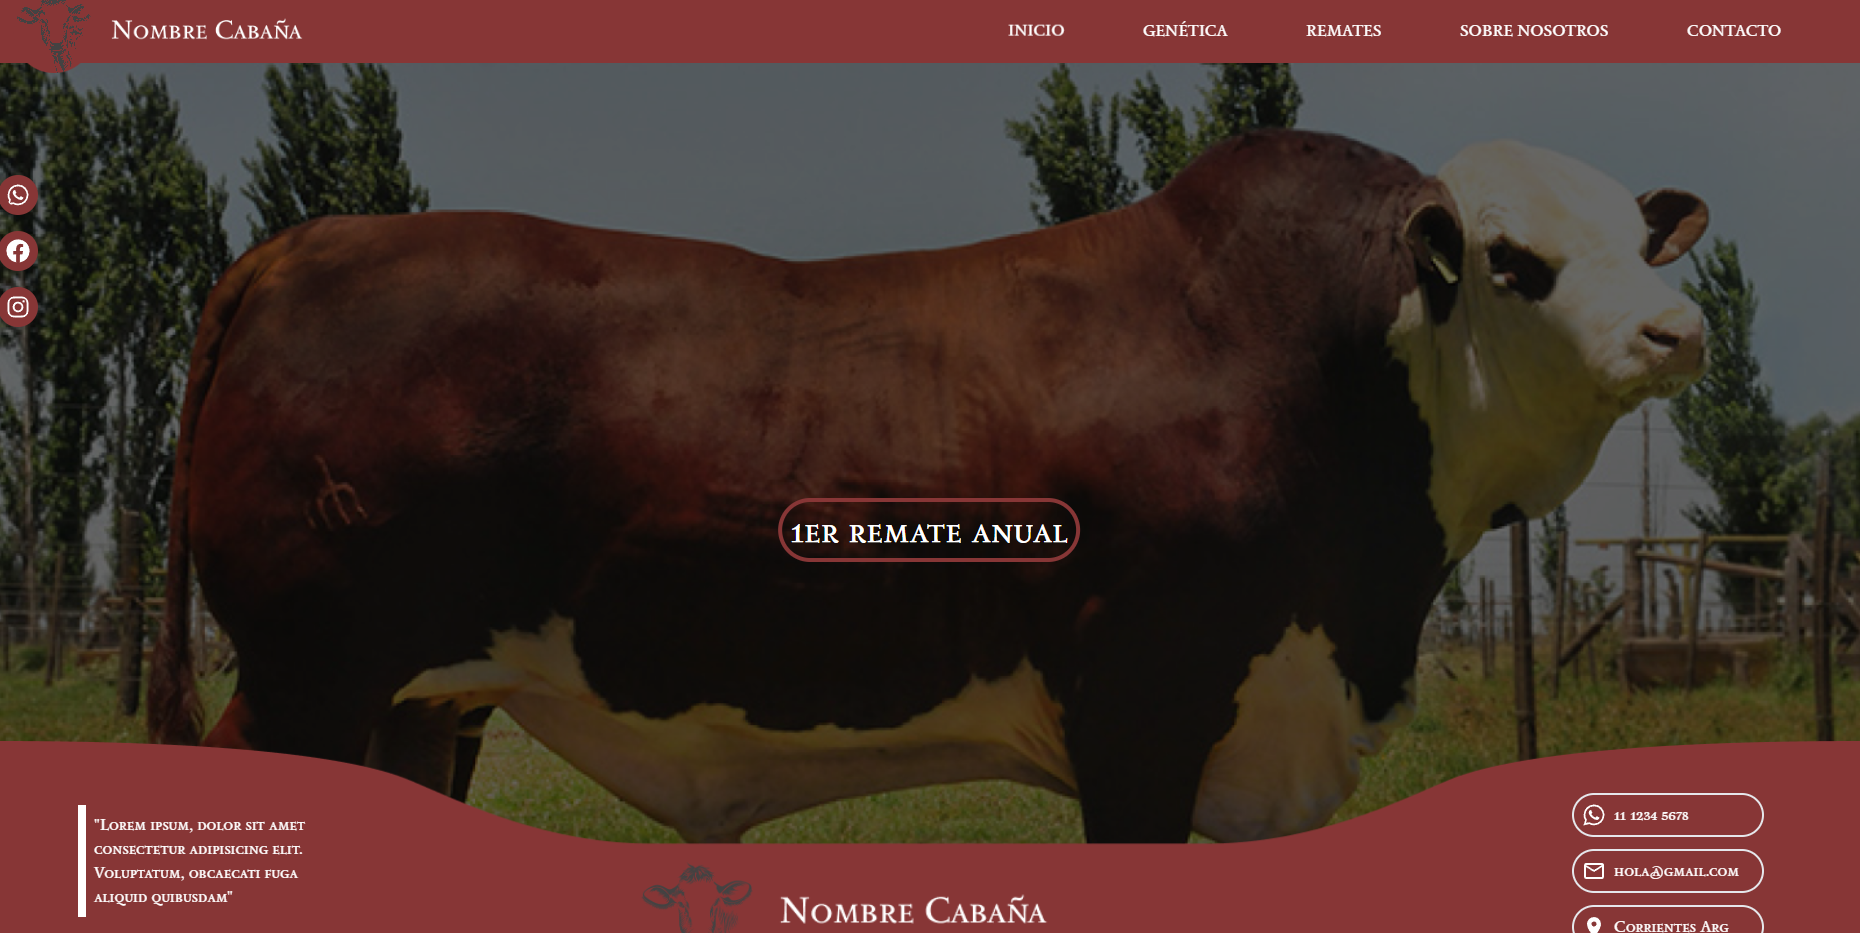 Nombre Cabaña
INICIO
GENÉTICA
REMATES
SOBRE NOSOTROS
CONTACTO
1ER REMATE ANUAL
"Lorem ipsum, dolor sit amet
consectetur adipisicing elit.
Voluptatum, obcaecati fuga
aliquid quibusdam"
Nombre Cabaña
11 1234 5678
hola@gmail.com
Corrientes Arg